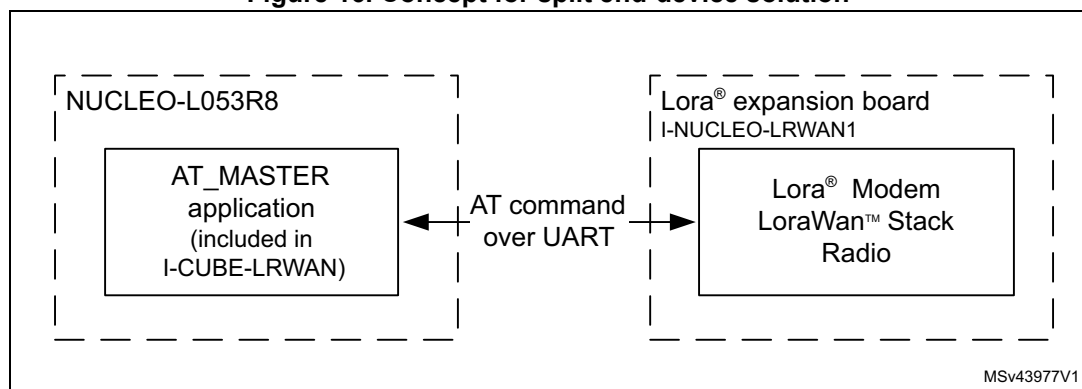 Figure 10. Concept for split end-device solution
NUCLEO-L053R8
AT_MASTER
application
(included in
I-CUBE-LRWAN)
AT command
over UART
Lora® expansion board
I-NUCLEO-LRWAN1
Lora® Modem
LoraWan™ Stack
Radio
MSv43977V1